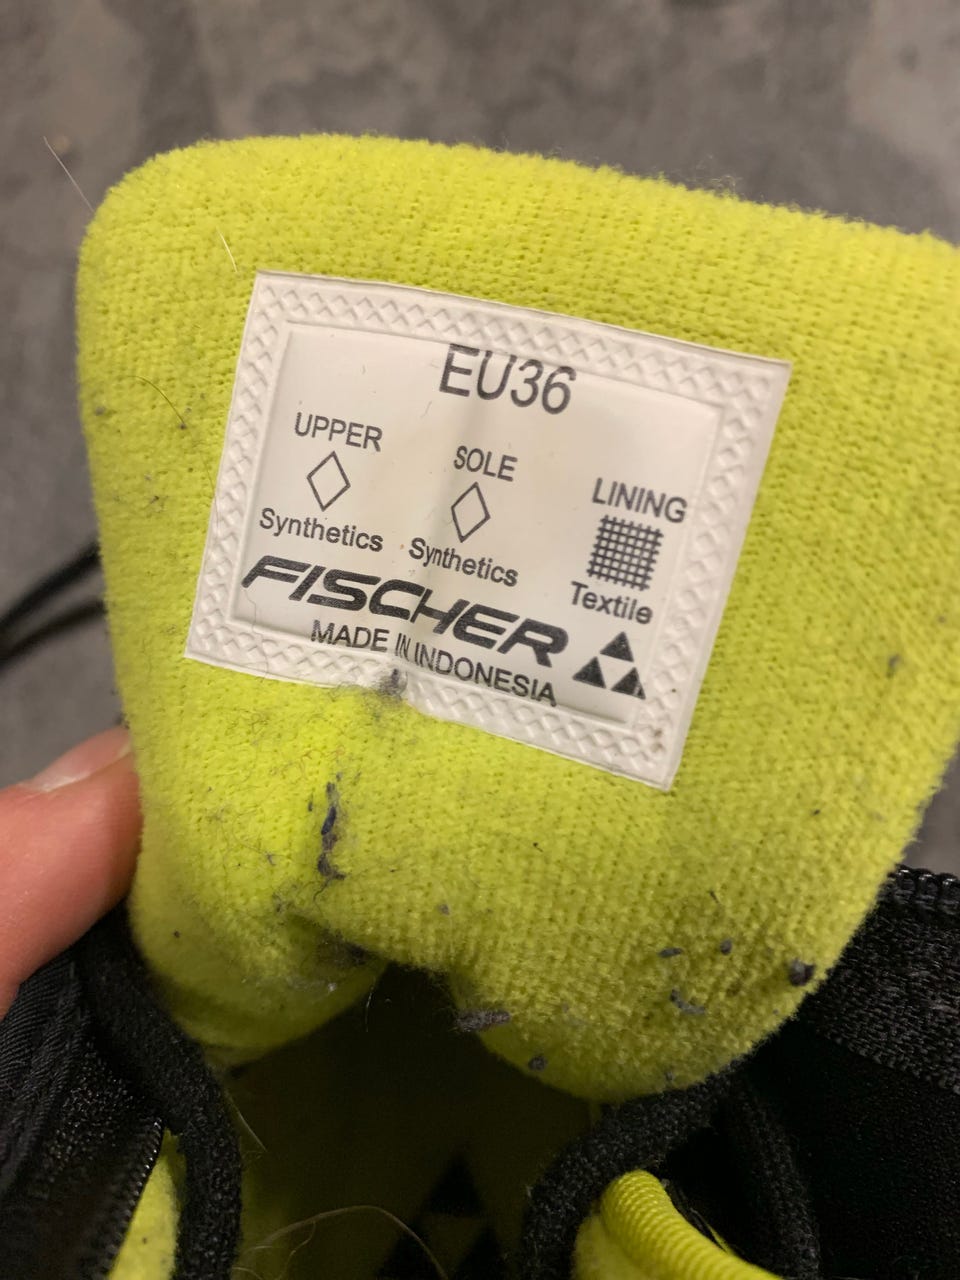 EU36
UPPER SOLE LINING
Synthetics Synthetics Textile
FISCHER
MADE IN INDONESIA